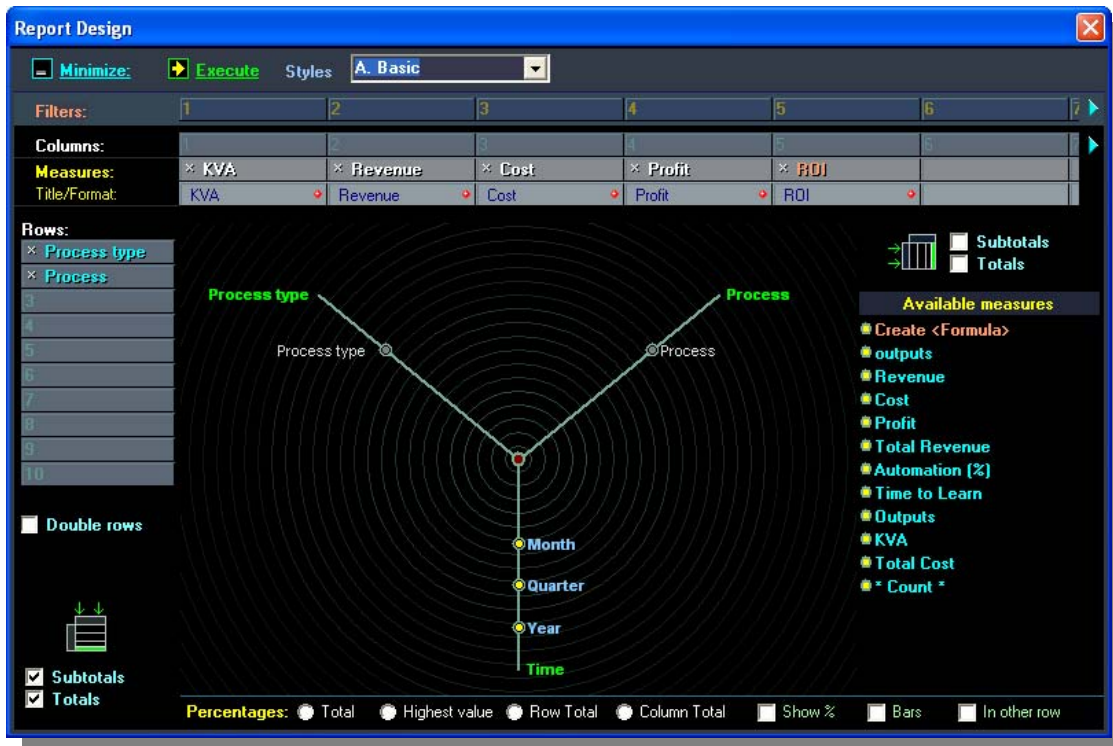 Report Design
Minimize: Execute Styles A. Basic
Filters: 1 2 3 4 5 6 7
Columns: 1 2 3 4 5 6 7
Measures: × KVA × Revenue × Cost × Profit × ROI
Title/Format: KVA Revenue Cost Profit ROI
Rows:
× Process type
× Process
3
4
5
6
7
8
9
10
Double rows
Subtotals
Totals
Process type
Process type
Process
Process
Month
Quarter
Year
Time
Subtotals
Totals
Available measures
Create <Formula>
outputs
Revenue
Cost
Profit
Total Revenue
Automation (%)
Time to Learn
Outputs
KVA
Total Cost
* Count *
Percentages: Total Highest value Row Total Column Total Show % Bars In other row